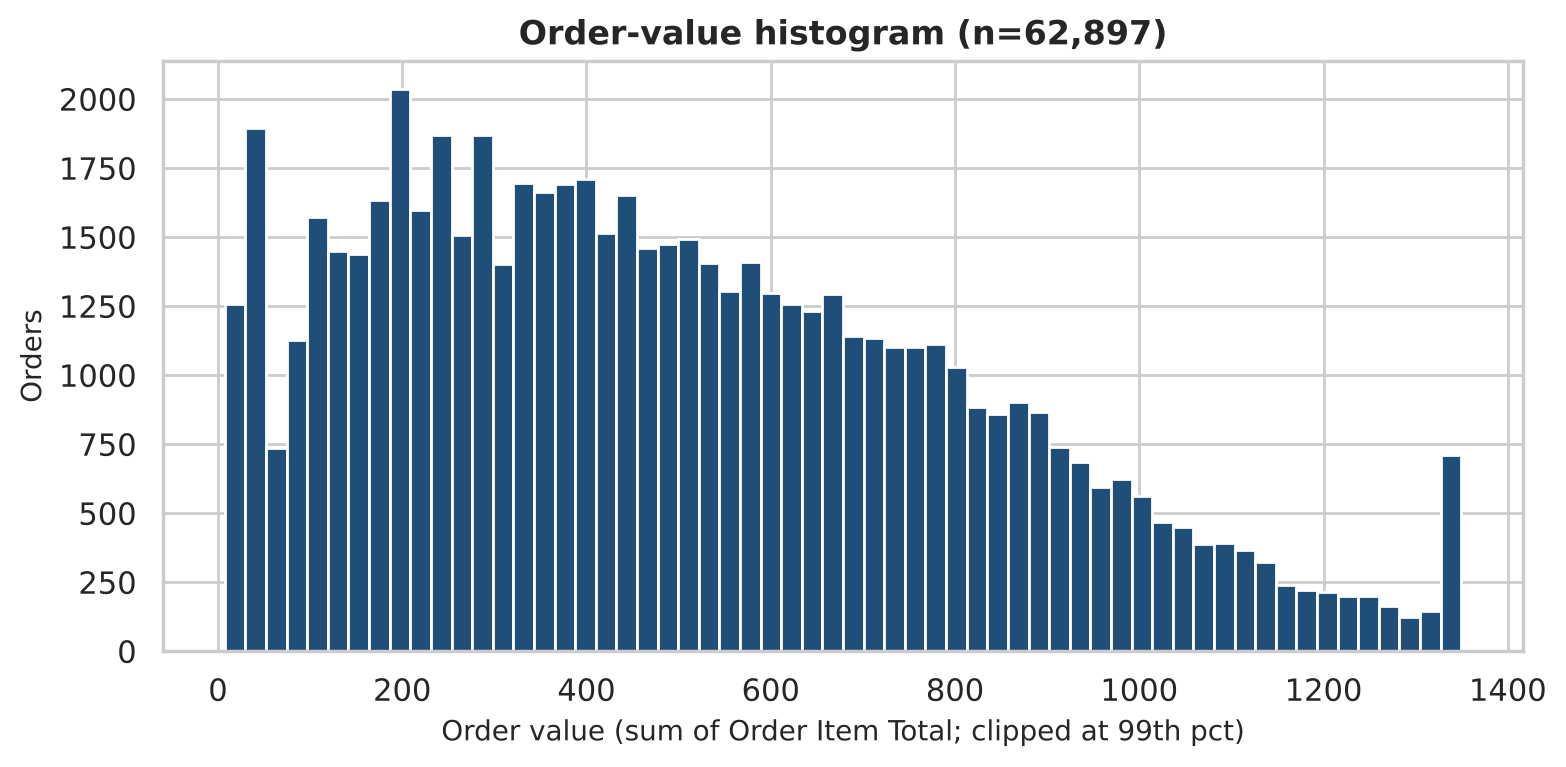 Order-value histogram (n=62,897)
2000
1750
1500
1250
1000
750
500
250
0
Orders
0 200 400 600 800 1000 1200 1400
Order value (sum of Order Item Total; clipped at 99th pct)